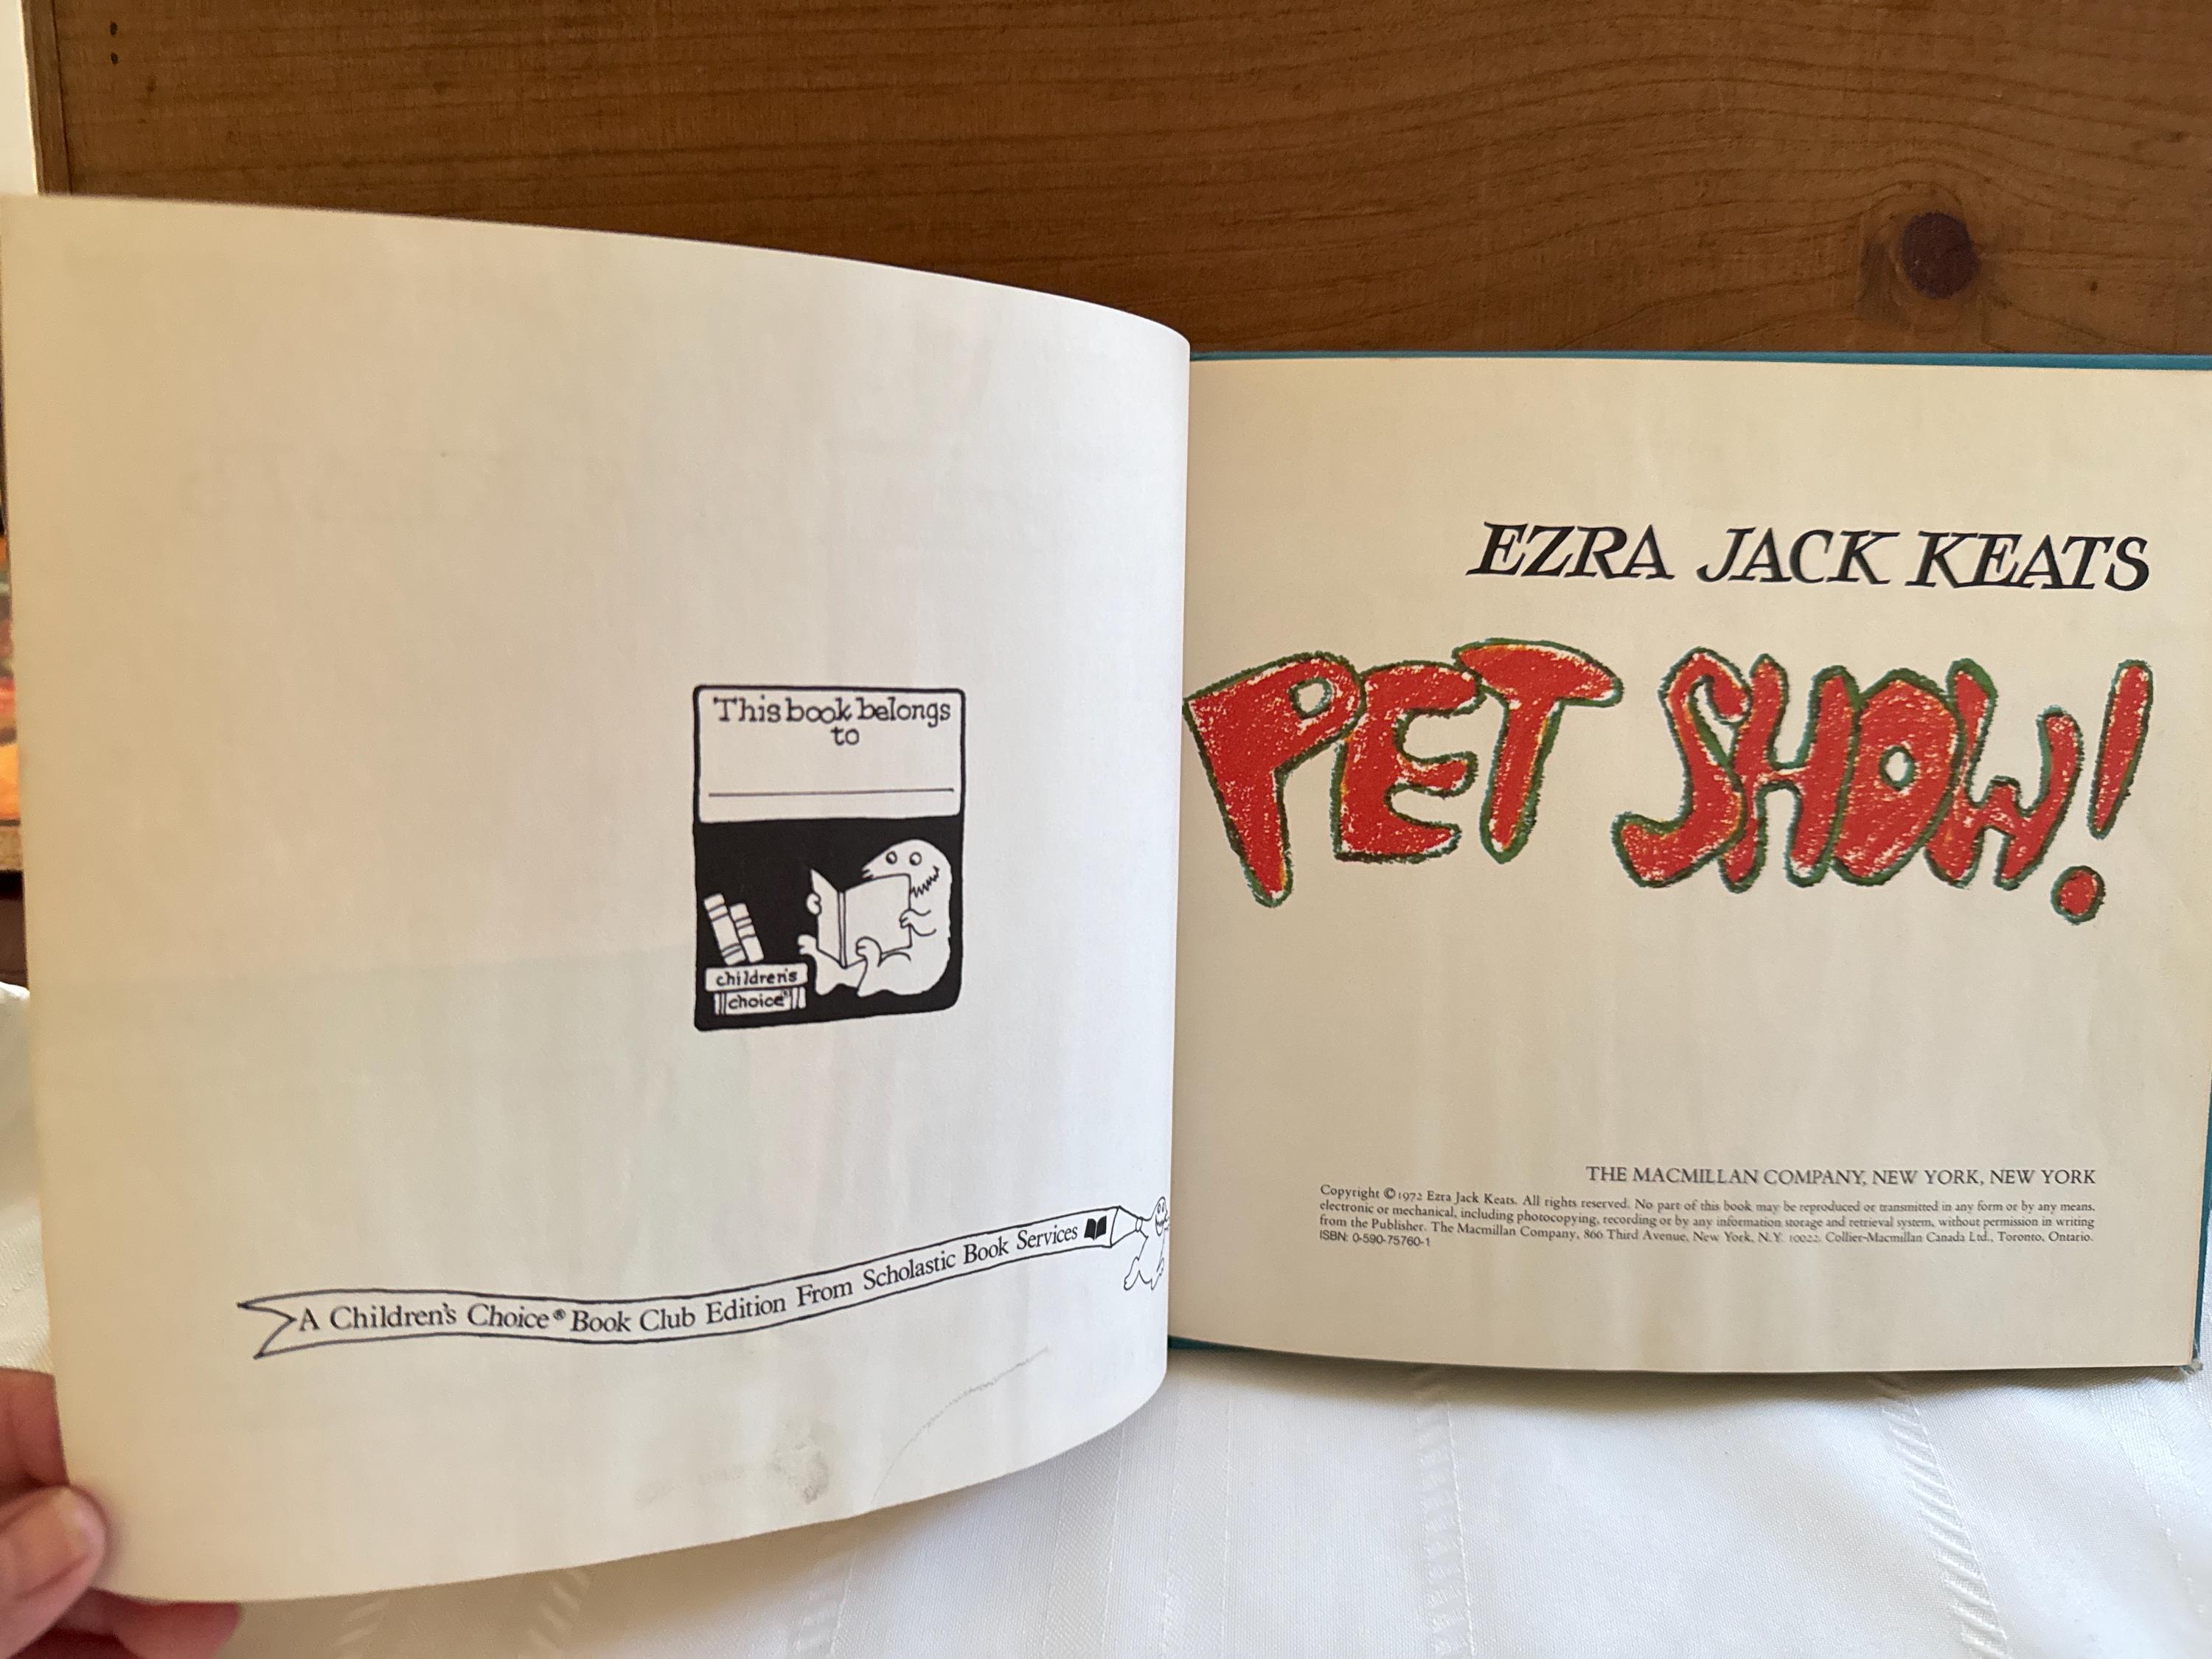 This book belongs
to
children's
choice®
A Children's Choice® Book Club Edition From Scholastic Book Services
EZRA JACK KEATS
PET SHOW!
THE MACMILLAN COMPANY, NEW YORK, NEW YORK
Copyright © 1972 Ezra Jack Keats. All rights reserved. No part of this book may be reproduced or transmitted in any form or by any means,
electronic or mechanical, including photocopying, recording or by any information storage and retrieval system, without permission in writing
from the Publisher. The Macmillan Company, 866 Third Avenue, New York, N.Y. 10022. Collier-Macmillan Canada Ltd., Toronto, Ontario.
ISBN: 0-590-75760-1